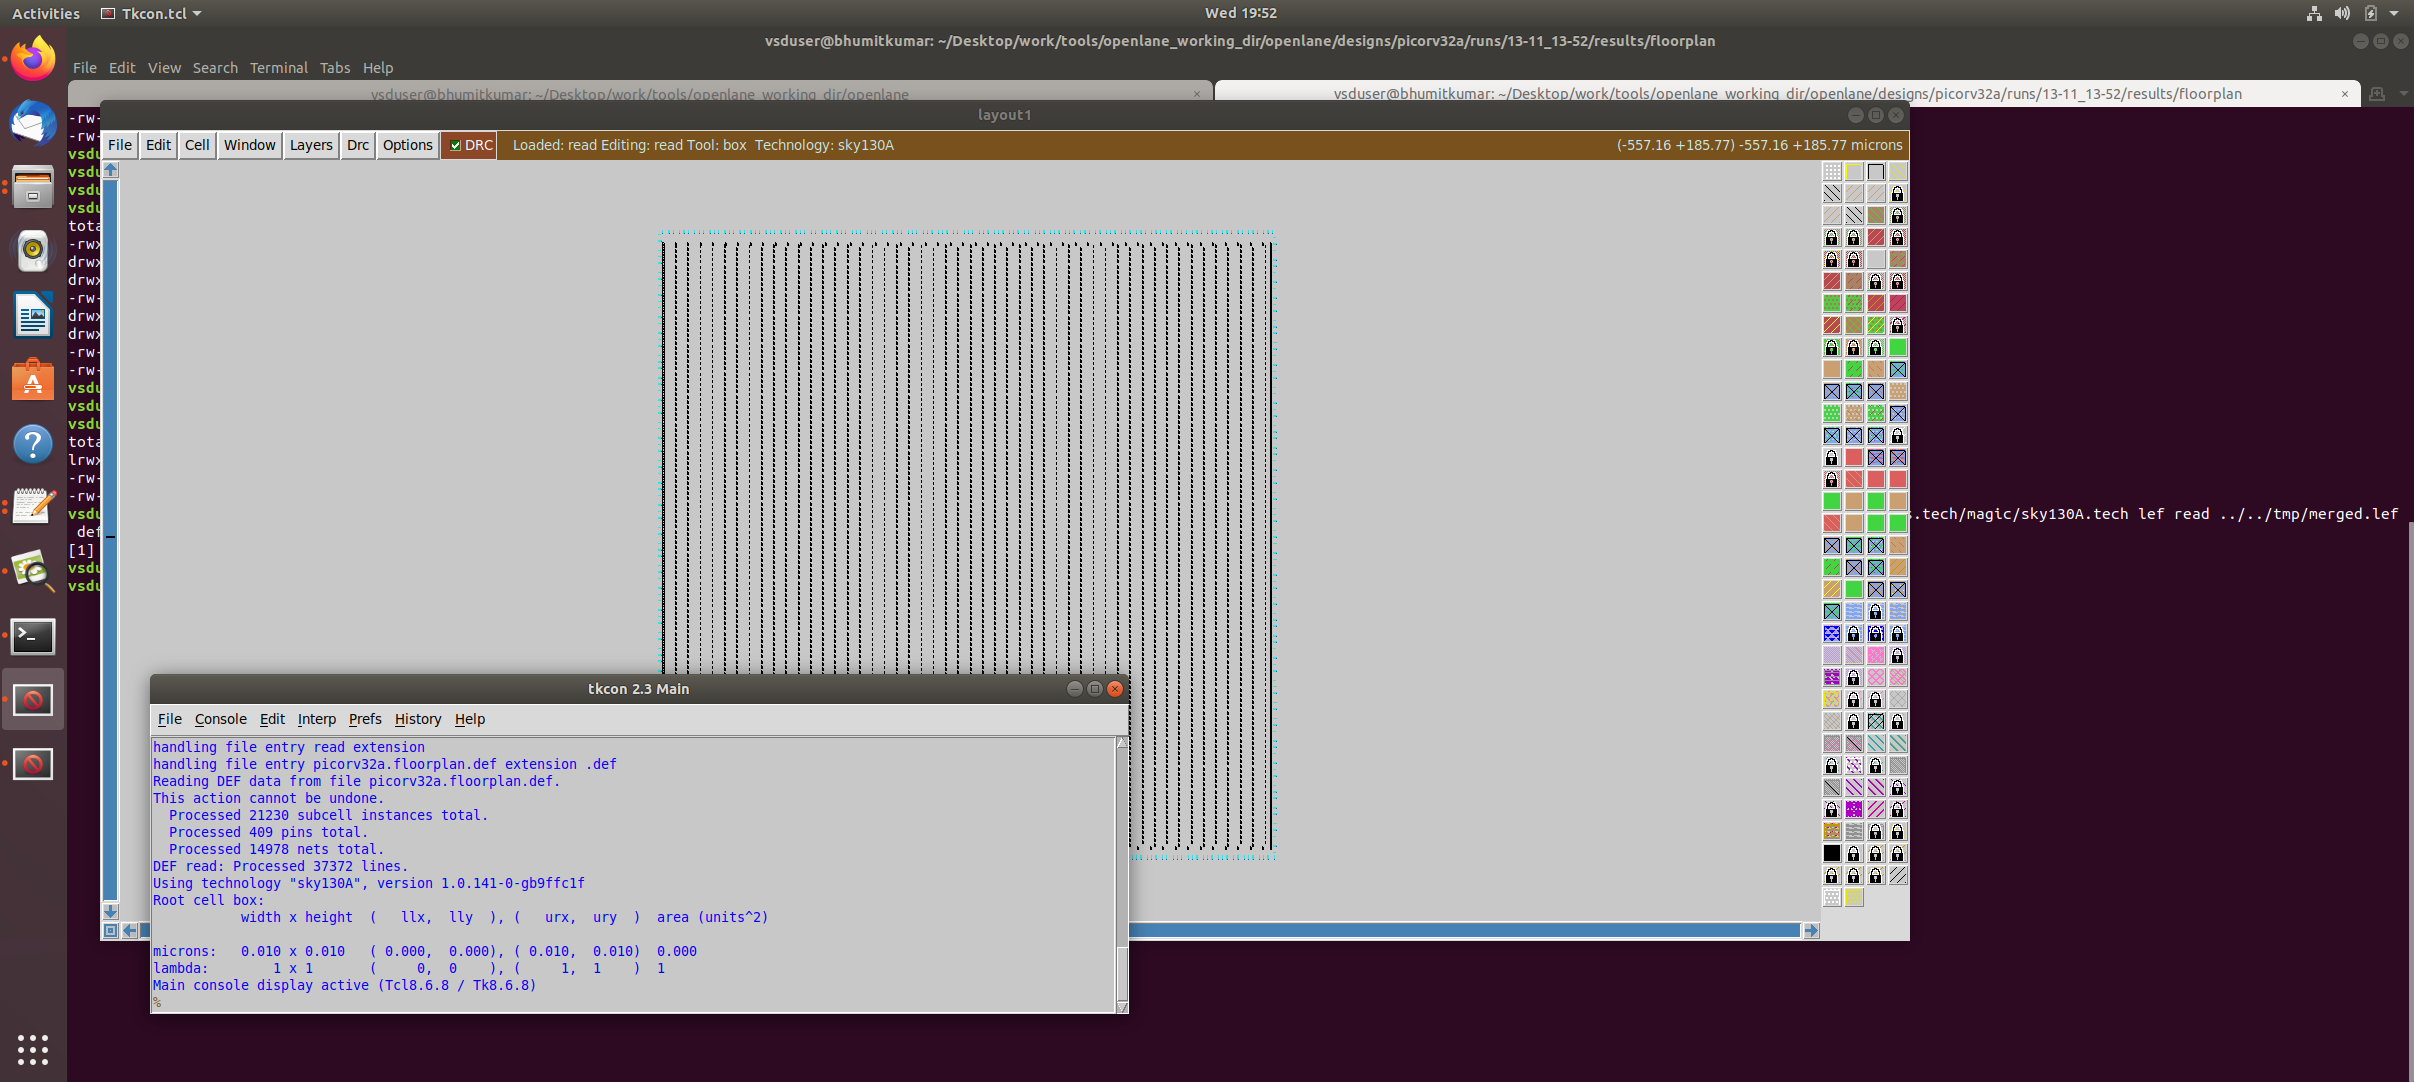 Activities Tkcon.tcl Wed 19:52
vsduser@bhumitkumar: ~/Desktop/work/tools/openlane_working_dir/openlane/designs/picorv32a/runs/13-11_13-52/results/floorplan
File Edit View Search Terminal Tabs Help
vsduser@bhumitkumar: ~/Desktop/work/tools/openlane_working_dir/openlane × vsduser@bhumitkumar: ~/Desktop/work/tools/openlane_working_dir/openlane/designs/picorv32a/runs/13-11_13-52/results/floorplan ×
layout1
File Edit Cell Window Layers Drc Options DRC Loaded: read Editing: read Tool: box Technology: sky130A (-557.16 +185.77) -557.16 +185.77 microns
-rw-
-rw-
vsdu
vsdu
vsdu
vsdu
tota
-rwx
drwx
drwx
-rw-
drwx
drwx
-rw-
-rw-
vsdu
vsdu
vsdu
tota
lrwx
-rw-
-rw-
vsdu
s.tech/magic/sky130A.tech lef read ../../tmp/merged.lef
def
[1]
vsdu
vsdu
tkcon 2.3 Main
File Console Edit Interp Prefs History Help
handling file entry read extension
handling file entry picorv32a.floorplan.def extension .def
Reading DEF data from file picorv32a.floorplan.def.
This action cannot be undone.
Processed 21230 subcell instances total.
Processed 409 pins total.
Processed 14978 nets total.
DEF read: Processed 37372 lines.
Using technology "sky130A", version 1.0.141-0-gb9ffc1f
Root cell box:
width x height ( llx, lly ), ( urx, ury ) area (units^2)
microns: 0.010 x 0.010 ( 0.000, 0.000), ( 0.010, 0.010) 0.000
lambda: 1 x 1 ( 0, 0 ), ( 1, 1 ) 1
Main console display active (Tcl8.6.8 / Tk8.6.8)
%